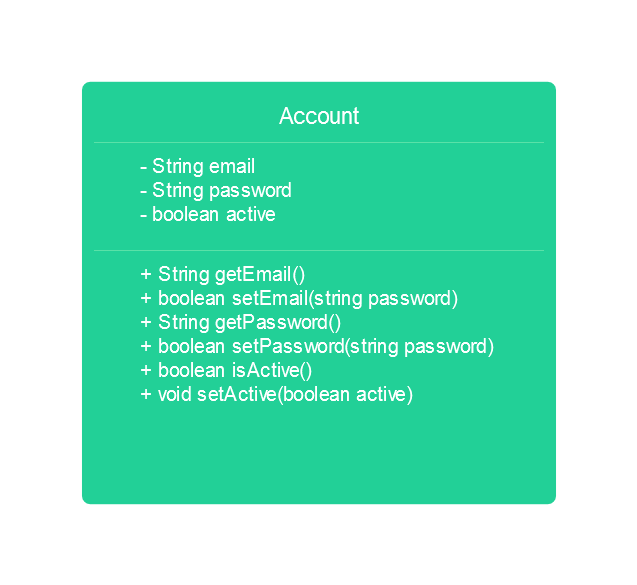 Account
- String email
- String password
- boolean active
+ String getEmail()
+ boolean setEmail(string password)
+ String getPassword()
+ boolean setPassword(string password)
+ boolean isActive()
+ void setActive(boolean active)